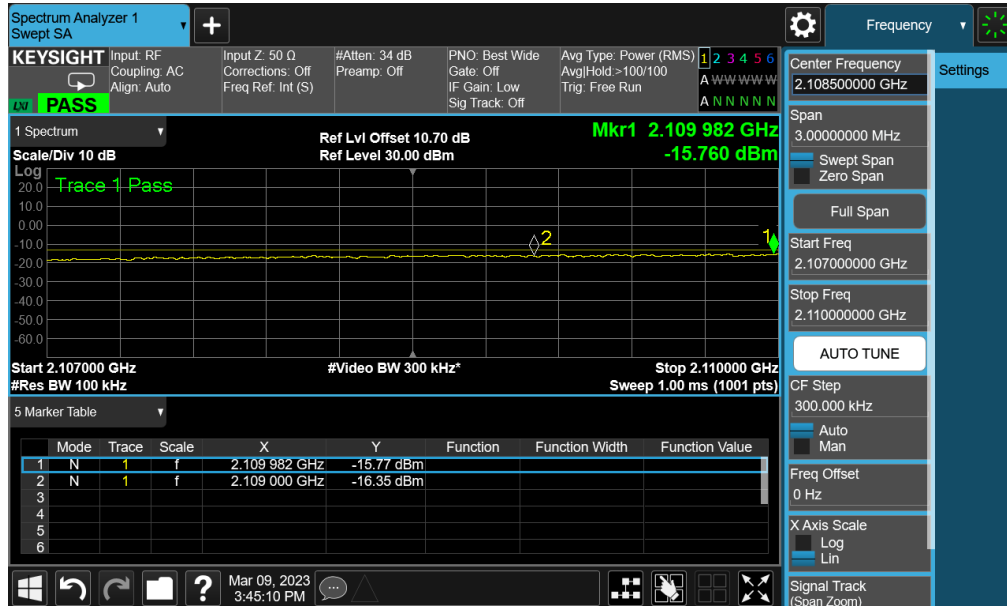 Spectrum Analyzer 1
Swept SA
+
Frequency
KEYSIGHT
Input: RF
Coupling: AC
Align: Auto
Input Z: 50 Ω
Corrections: Off
Freq Ref: Int (S)
#Atten: 34 dB
Preamp: Off
PNO: Best Wide
Gate: Off
IF Gain: Low
Sig Track: Off
Avg Type: Power (RMS)
Avg|Hold:>100/100
Trig: Free Run
1 2 3 4 5 6
A W W W W W
A N N N N N
LXI PASS
1 Spectrum
Scale/Div 10 dB
Ref Lvl Offset 10.70 dB
Ref Level 30.00 dBm
Mkr1 2.109 982 GHz
-15.760 dBm
Log
Trace 1 Pass
20.0
10.0
0.00
-10.0
-20.0
-30.0
-40.0
-50.0
-60.0
2
1
Start 2.107000 GHz
#Video BW 300 kHz*
Stop 2.110000 GHz
#Res BW 100 kHz
Sweep 1.00 ms (1001 pts)
5 Marker Table
Mode Trace Scale X Y Function Function Width Function Value
1 N 1 f 2.109 982 GHz -15.77 dBm
2 N 1 f 2.109 000 GHz -16.35 dBm
3
4
5
6
?
Mar 09, 2023
3:45:10 PM
Center Frequency
2.108500000 GHz
Span
3.00000000 MHz
Swept Span
Zero Span
Full Span
Start Freq
2.107000000 GHz
Stop Freq
2.110000000 GHz
AUTO TUNE
CF Step
300.000 kHz
Auto
Man
Freq Offset
0 Hz
X Axis Scale
Log
Lin
Signal Track
(Span Zoom)
Settings